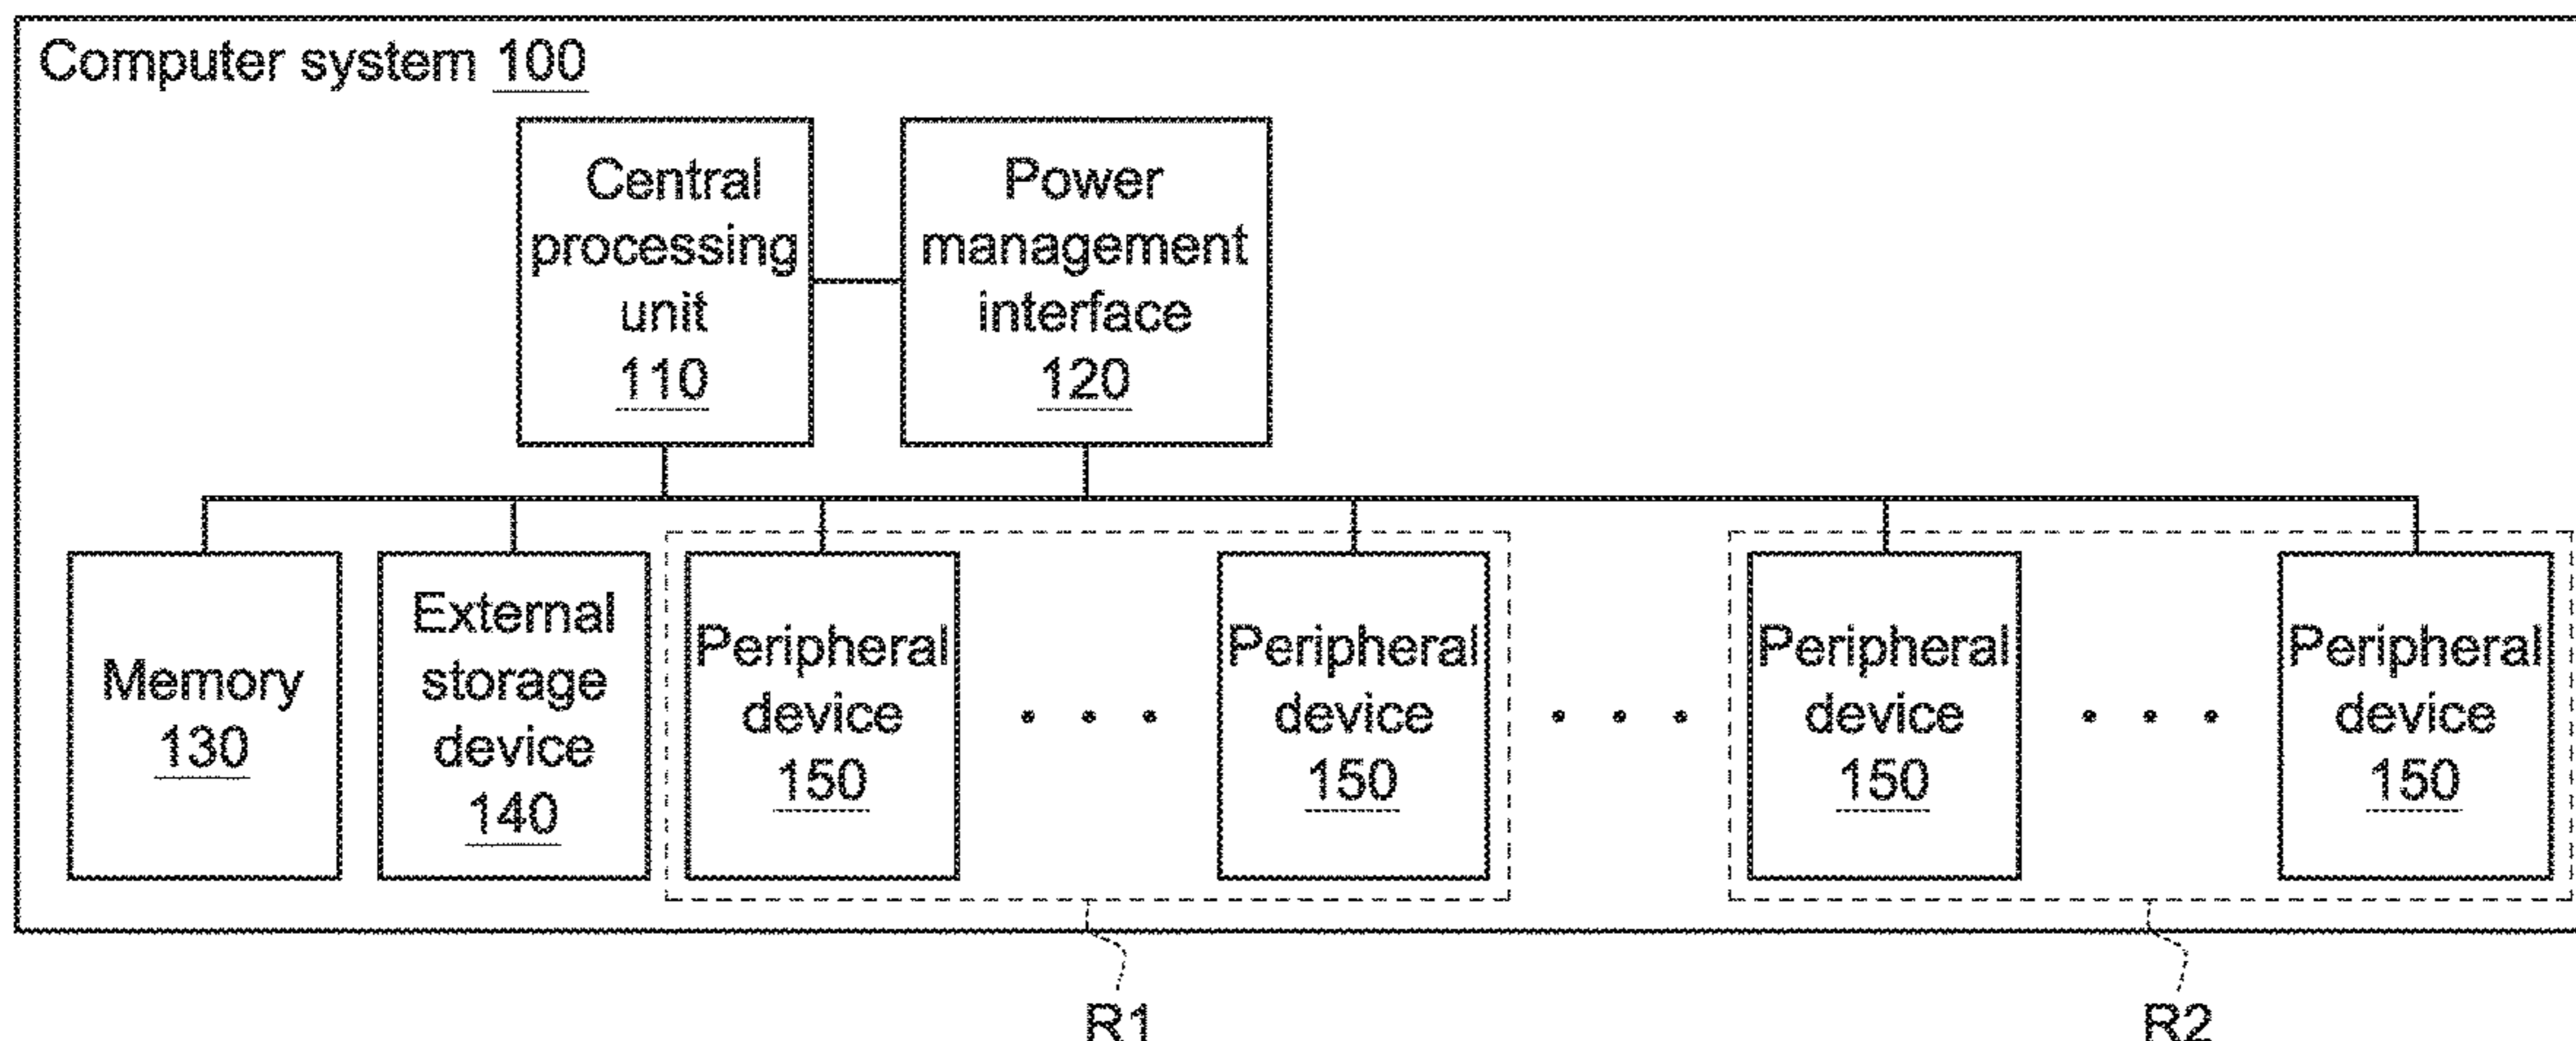 Computer system 100
Central
processing
unit
110
Power
management
interface
120
Memory
130
External
storage
device
140
Peripheral
device
150
Peripheral
device
150
Peripheral
device
150
Peripheral
device
150
R1
R2